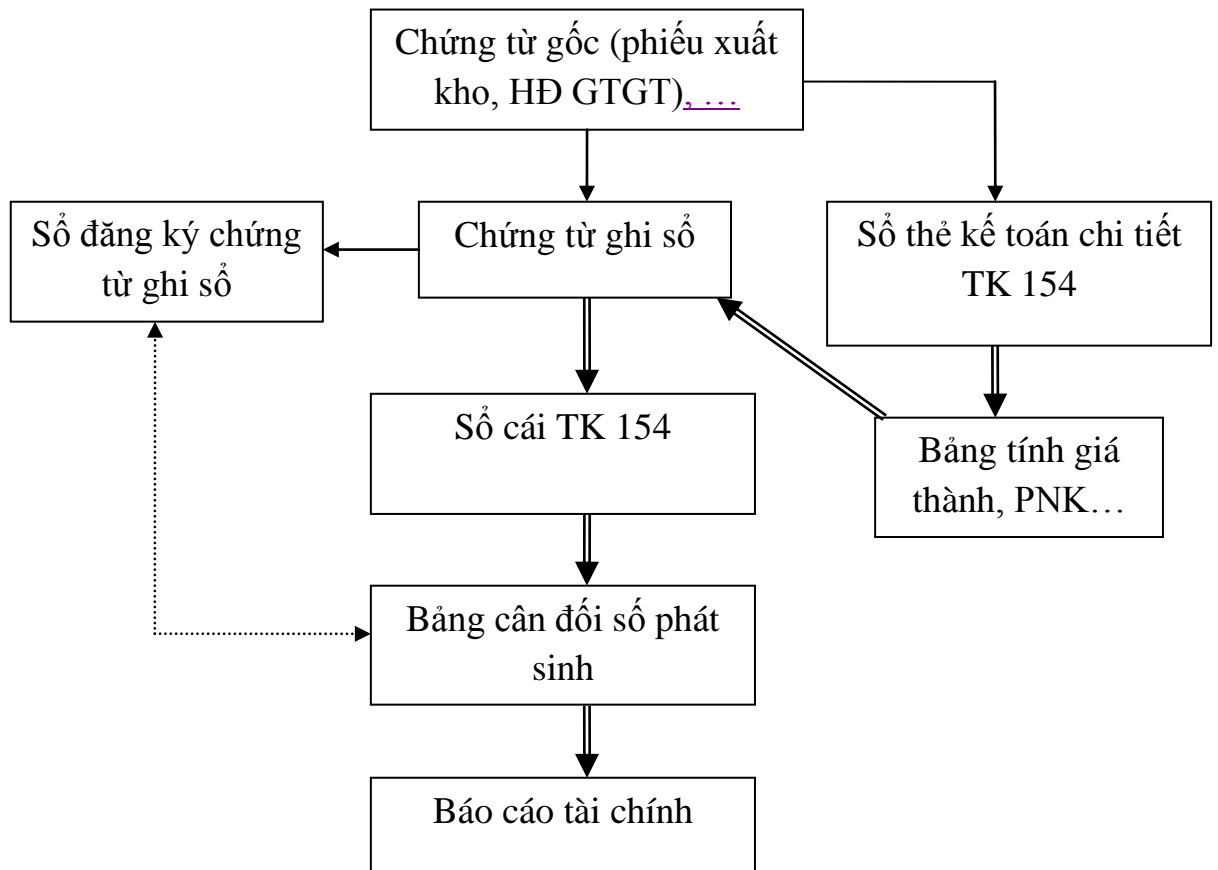 Chứng từ gốc (phiếu xuất
kho, HĐ GTGT), …
Sổ đăng ký chứng
từ ghi sổ
Chứng từ ghi sổ
Sổ thẻ kế toán chi tiết
TK 154
Sổ cái TK 154
Bảng tính giá
thành, PNK…
Bảng cân đối số phát
sinh
Báo cáo tài chính